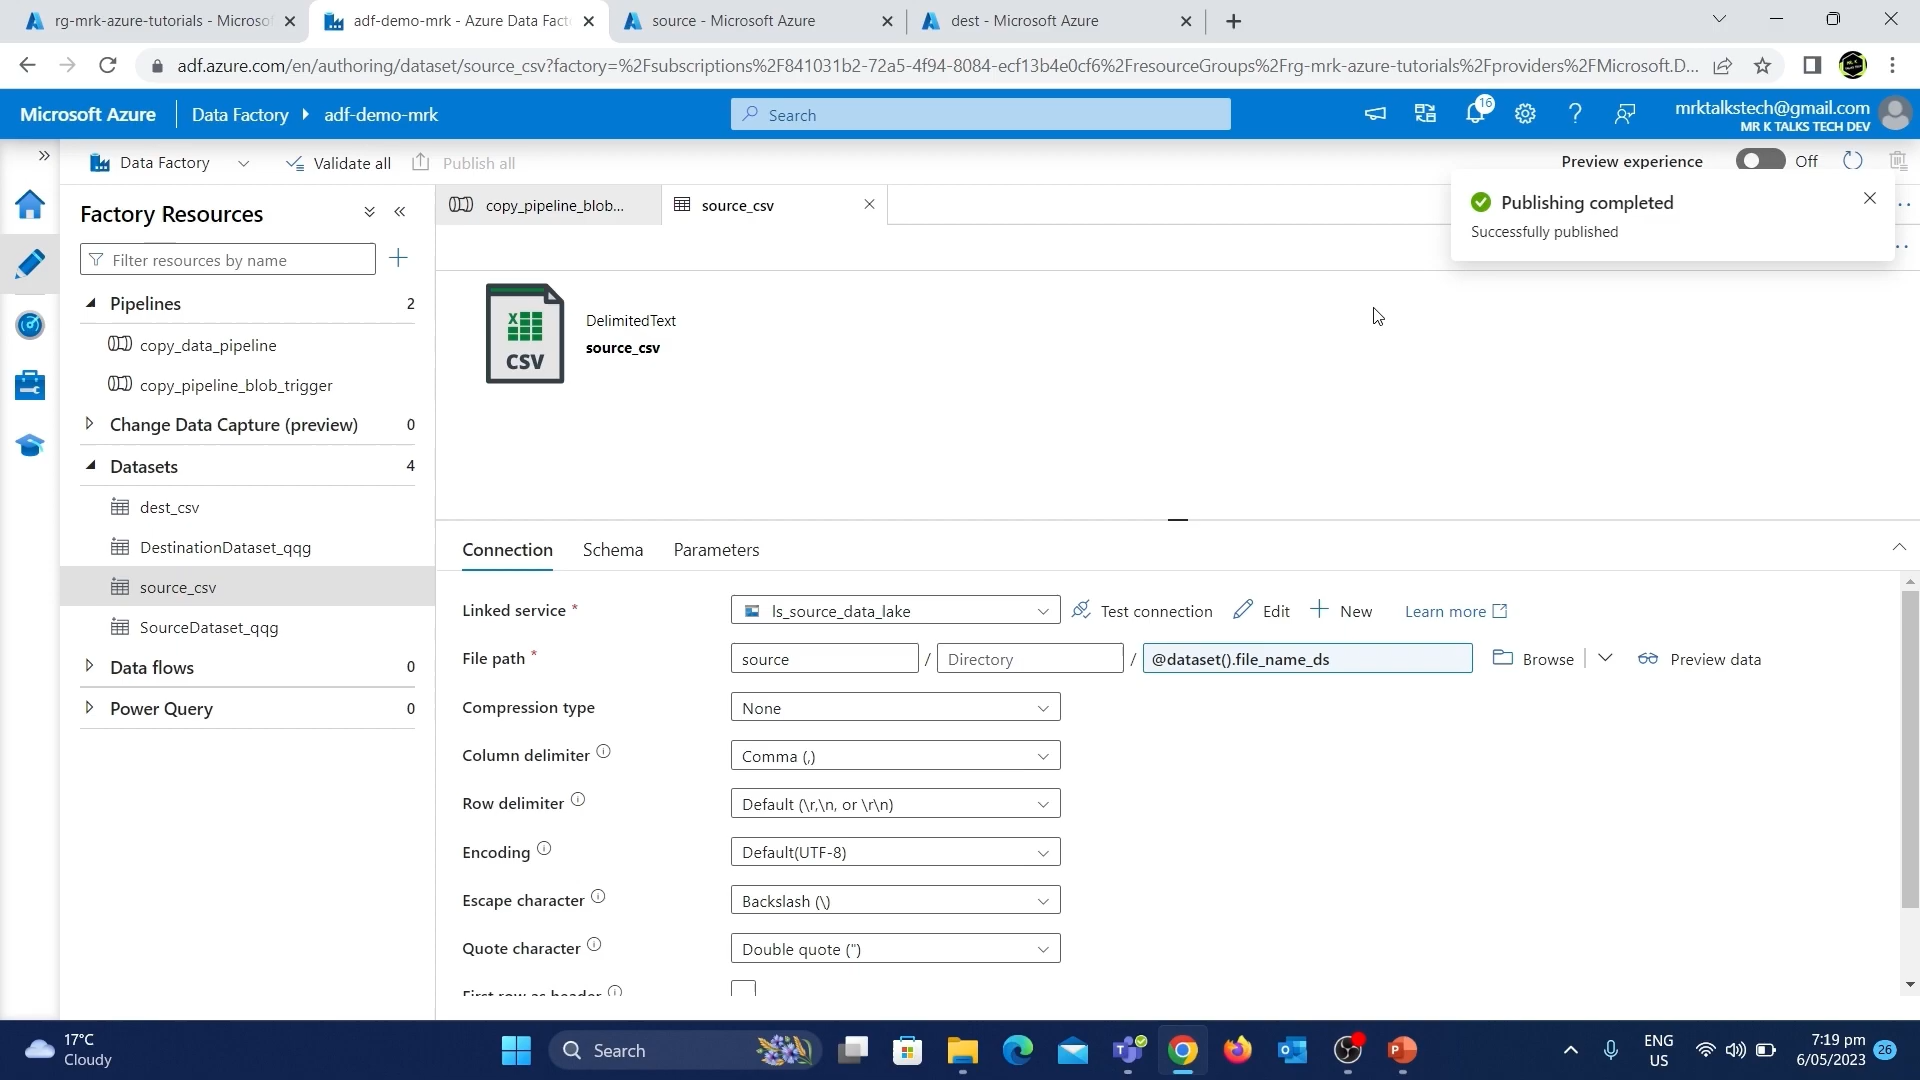 rg-mrk-azure-tutorials - Microsof
adf-demo-mrk - Azure Data Fact
source - Microsoft Azure
dest - Microsoft Azure
adf.azure.com/en/authoring/dataset/source_csv?factory=%2Fsubscriptions%2F841031b2-72a5-4f94-8084-ecf13b4e0cf6%2FresourceGroups%2Frg-mrk-azure-tutorials%2Fproviders%2FMicrosoft.D...
Microsoft Azure
Data Factory
adf-demo-mrk
Search
16
mrktalkstech@gmail.com
MR K TALKS TECH DEV
Data Factory
Validate all
Publish all
Preview experience
Off
Factory Resources
copy_pipeline_blob...
source_csv
Publishing completed
Successfully published
Filter resources by name
Pipelines 2
copy_data_pipeline
copy_pipeline_blob_trigger
Change Data Capture (preview) 0
Datasets 4
dest_csv
DestinationDataset_qqg
source_csv
SourceDataset_qqg
Data flows 0
Power Query 0
CSV
DelimitedText
source_csv
Connection
Schema
Parameters
Linked service *
ls_source_data_lake
Test connection
Edit
New
Learn more
File path *
source / Directory / @dataset().file_name_ds
Browse
Preview data
Compression type
None
Column delimiter
Comma (,)
Row delimiter
Default (\r,\n, or \r\n)
Encoding
Default(UTF-8)
Escape character
Backslash (\)
Quote character
Double quote (")
First row as header
17°C
Cloudy
Search
ENG
US
7:19 pm
6/05/2023
26